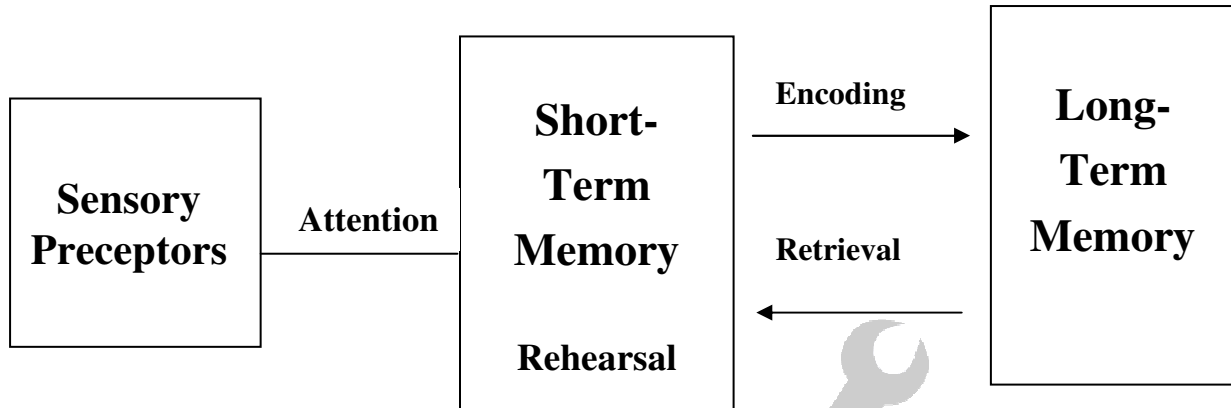 Sensory
Preceptors
Attention
Short-
Term
Memory
Rehearsal
Encoding
Retrieval
Long-
Term
Memory